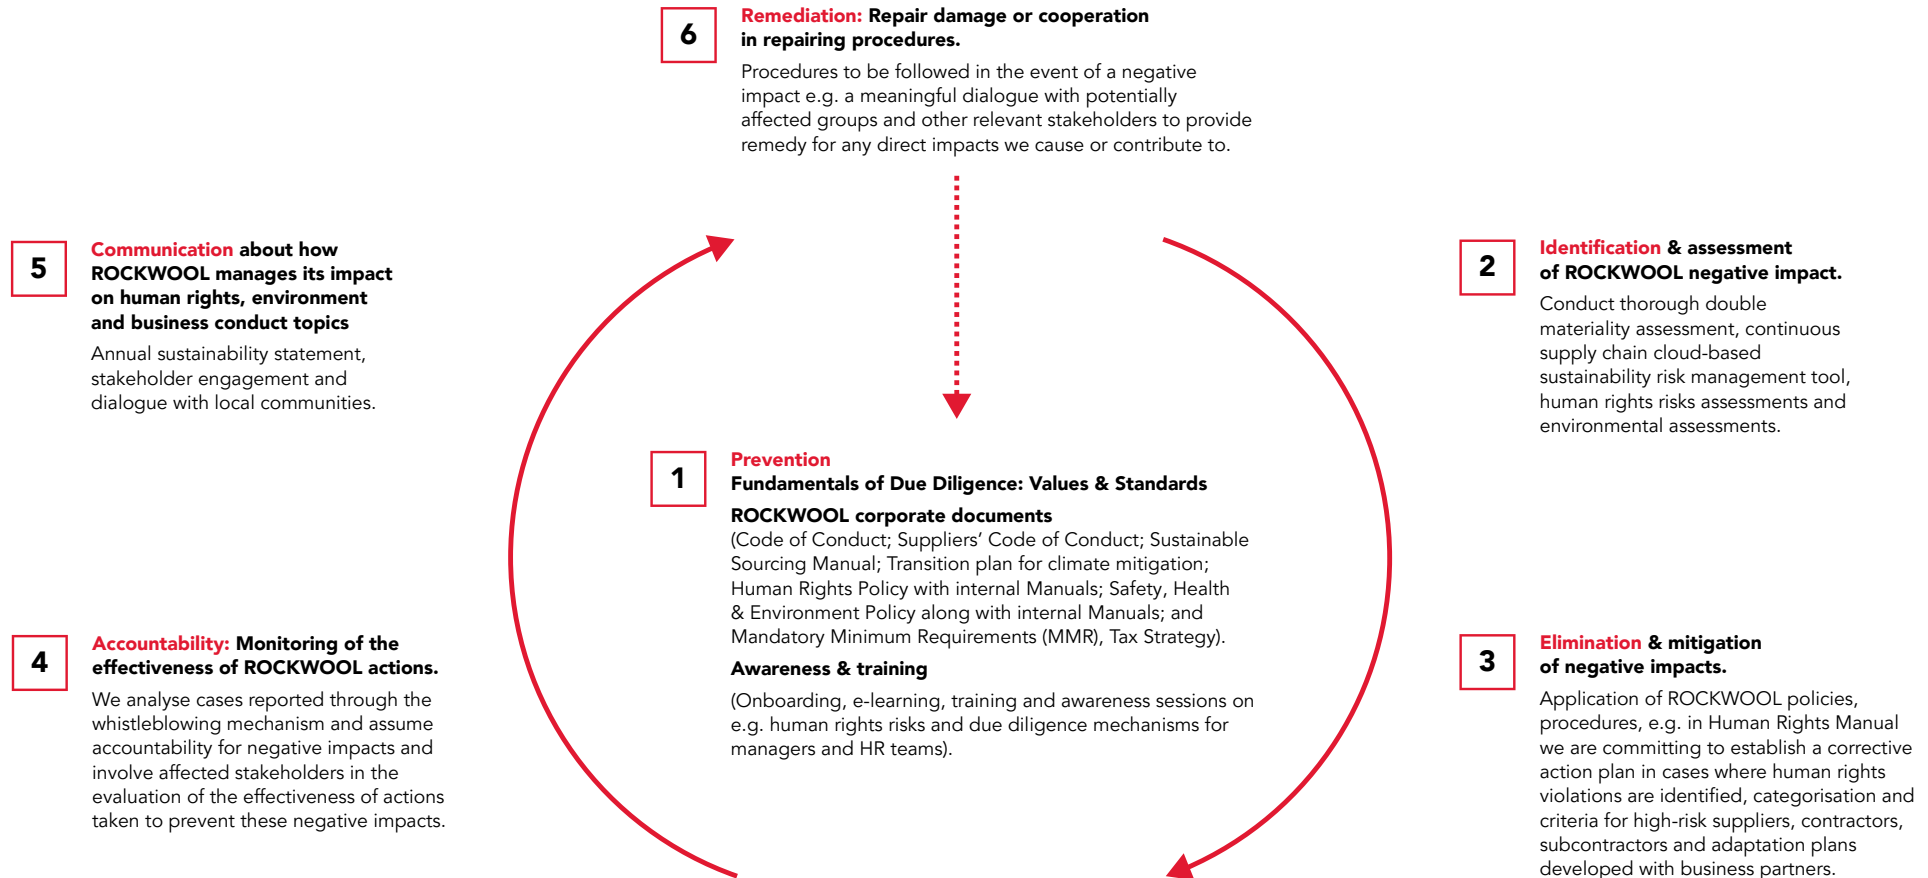 6
Remediation: Repair damage or cooperation
in repairing procedures.
Procedures to be followed in the event of a negative
impact e.g. a meaningful dialogue with potentially
affected groups and other relevant stakeholders to provide
remedy for any direct impacts we cause or contribute to.
5
Communication about how
ROCKWOOL manages its impact
on human rights, environment
and business conduct topics
Annual sustainability statement,
stakeholder engagement and
dialogue with local communities.
2
Identification & assessment
of ROCKWOOL negative impact.
Conduct thorough double
materiality assessment, continuous
supply chain cloud-based
sustainability risk management tool,
human rights risks assessments and
environmental assessments.
1
Prevention
Fundamentals of Due Diligence: Values & Standards
ROCKWOOL corporate documents
(Code of Conduct; Suppliers’ Code of Conduct; Sustainable
Sourcing Manual; Transition plan for climate mitigation;
Human Rights Policy with internal Manuals; Safety, Health
& Environment Policy along with internal Manuals; and
Mandatory Minimum Requirements (MMR), Tax Strategy).
Awareness & training
(Onboarding, e-learning, training and awareness sessions on
e.g. human rights risks and due diligence mechanisms for
managers and HR teams).
4
Accountability: Monitoring of the
effectiveness of ROCKWOOL actions.
We analyse cases reported through the
whistleblowing mechanism and assume
accountability for negative impacts and
involve affected stakeholders in the
evaluation of the effectiveness of actions
taken to prevent these negative impacts.
3
Elimination & mitigation
of negative impacts.
Application of ROCKWOOL policies,
procedures, e.g. in Human Rights Manual
we are committing to establish a corrective
action plan in cases where human rights
violations are identified, categorisation and
criteria for high-risk suppliers, contractors,
subcontractors and adaptation plans
developed with business partners.